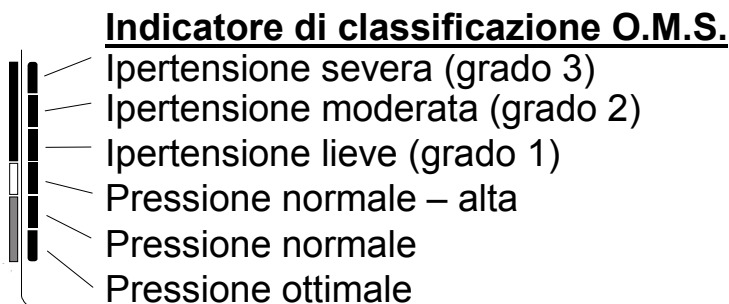 Indicatore di classificazione O.M.S.
Ipertensione severa (grado 3)
Ipertensione moderata (grado 2)
Ipertensione lieve (grado 1)
Pressione normale – alta
Pressione normale
Pressione ottimale